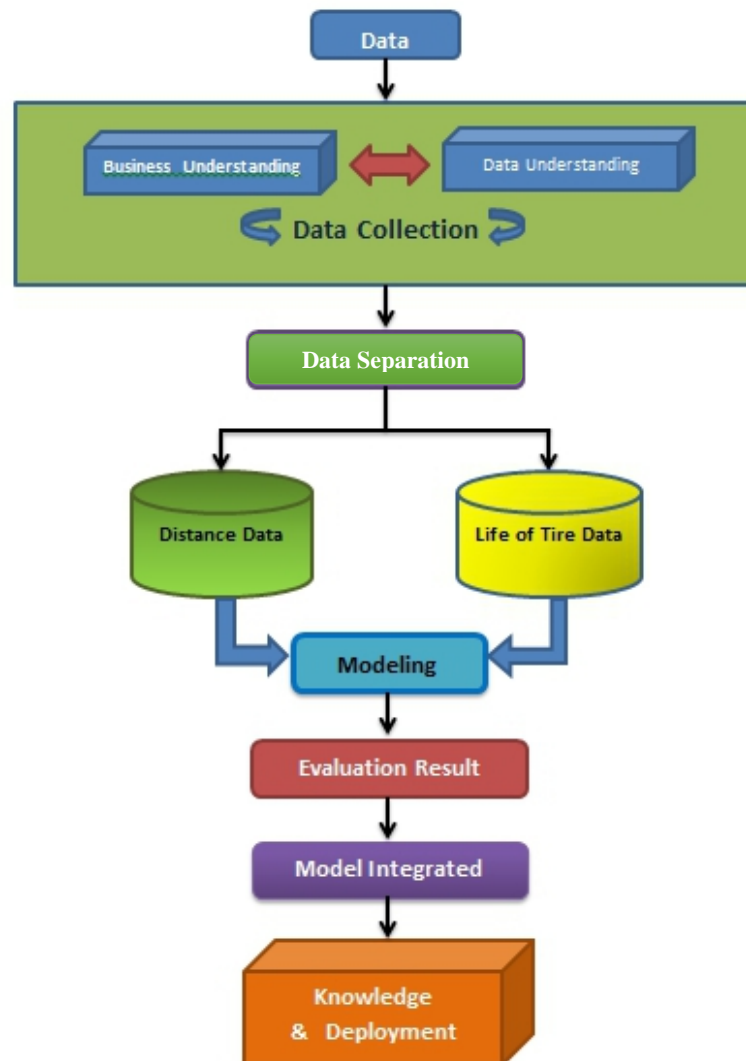 Data
Business Understanding
Data Understanding
Data Collection
Data Separation
Distance Data
Life of Tire Data
Modeling
Evaluation Result
Model Integrated
Knowledge
& Deployment